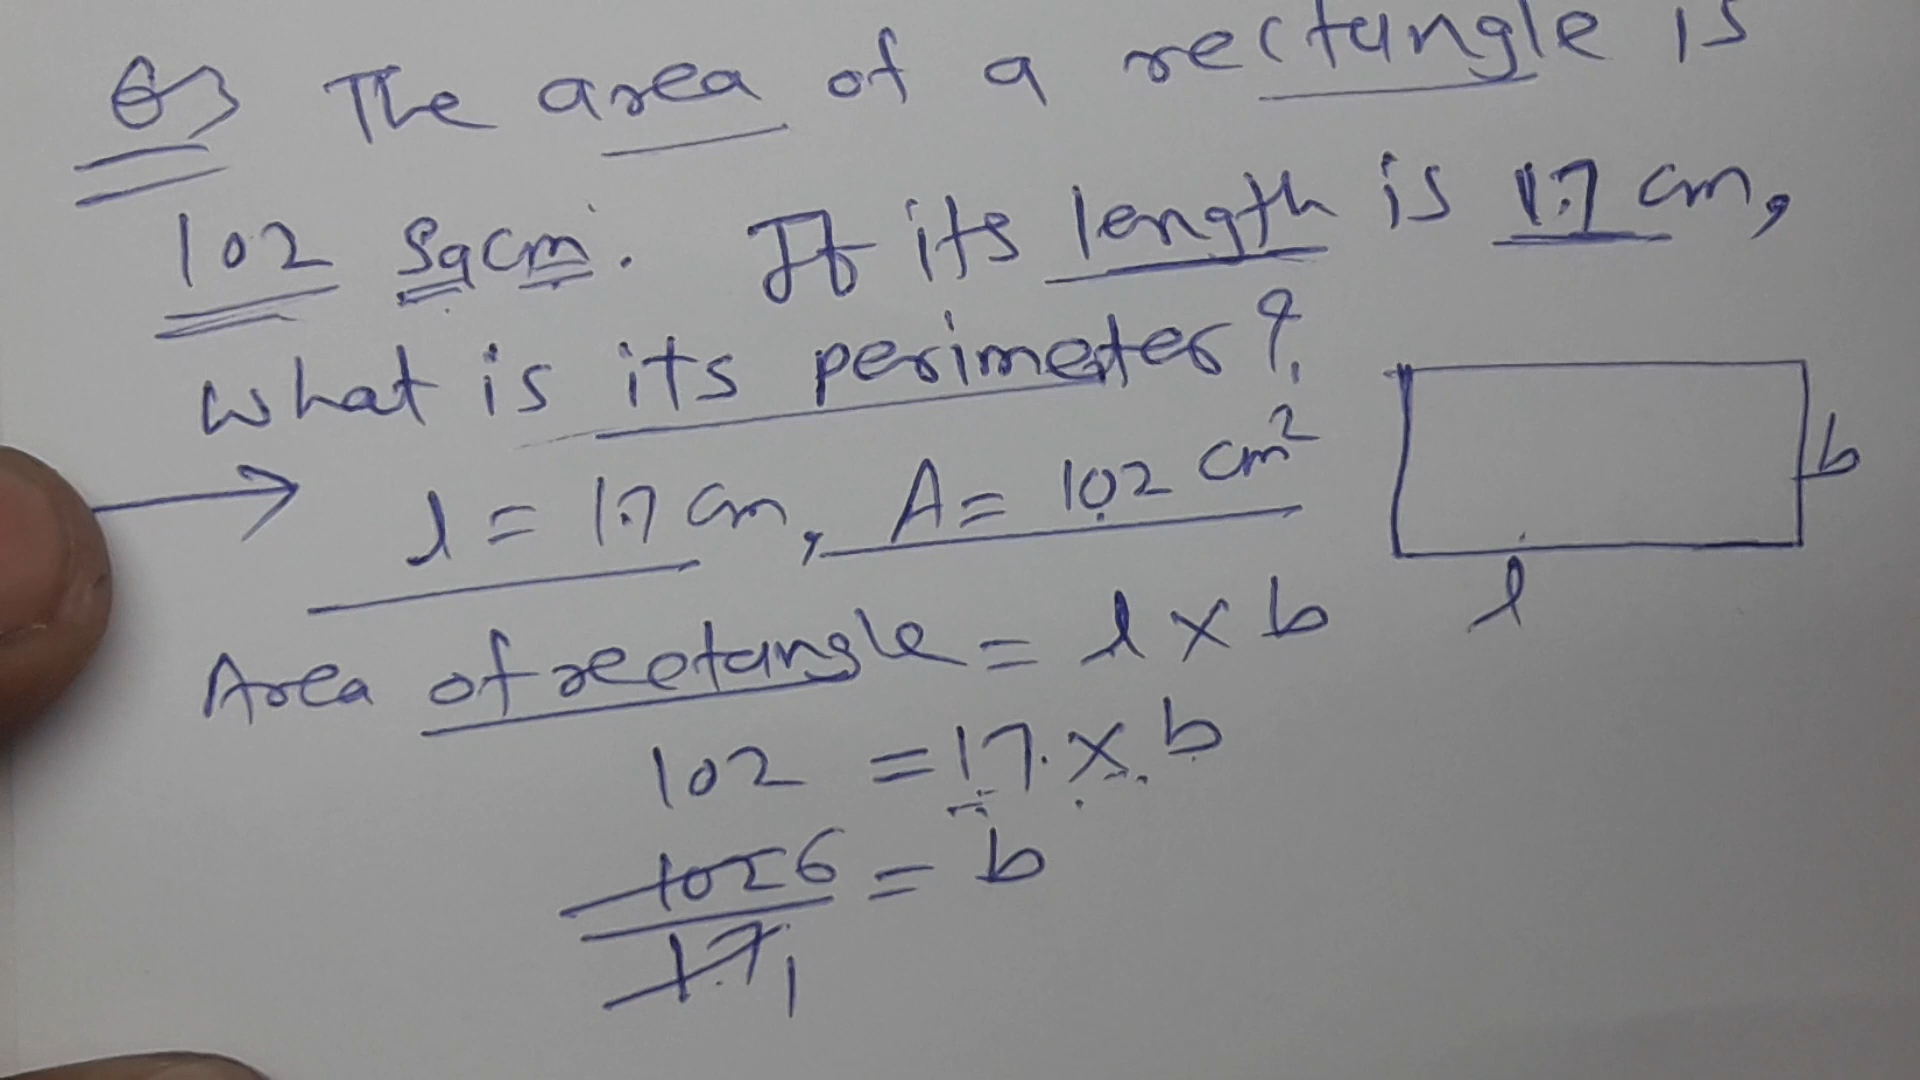 Q3 The area of a rectangle is
102 sqcm. If its length is 17 cm,
what is its perimeter?
l = 17 cm, A = 102 cm²
b
l
Area of rectangle = l × b
102 = 17 × b
102 6 = b
17 1